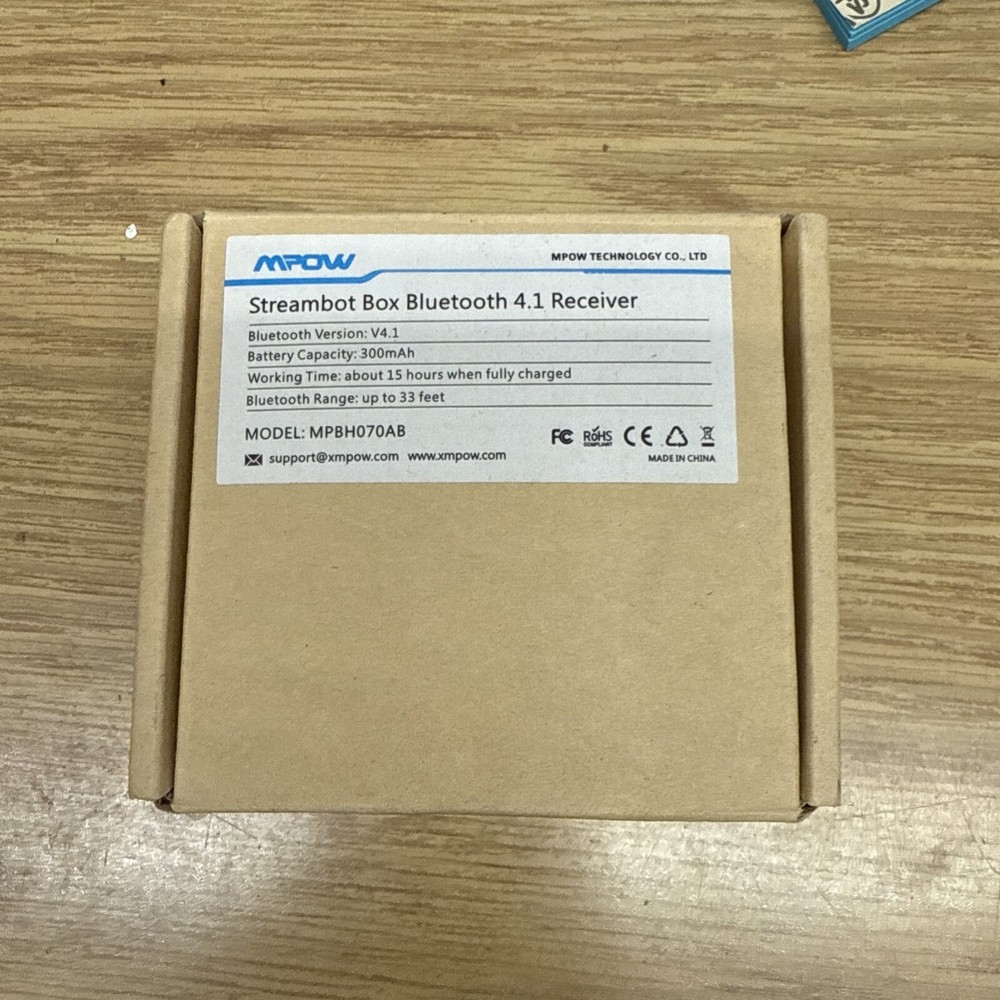 MPOW
MPOW TECHNOLOGY CO., LTD
Streambot Box Bluetooth 4.1 Receiver
Bluetooth Version: V4.1
Battery Capacity: 300mAh
Working Time: about 15 hours when fully charged
Bluetooth Range: up to 33 feet
MODEL: MPBH070AB
FC RoHS CE
COMPLIANT
support@xmpow.com www.xmpow.com
MADE IN CHINA